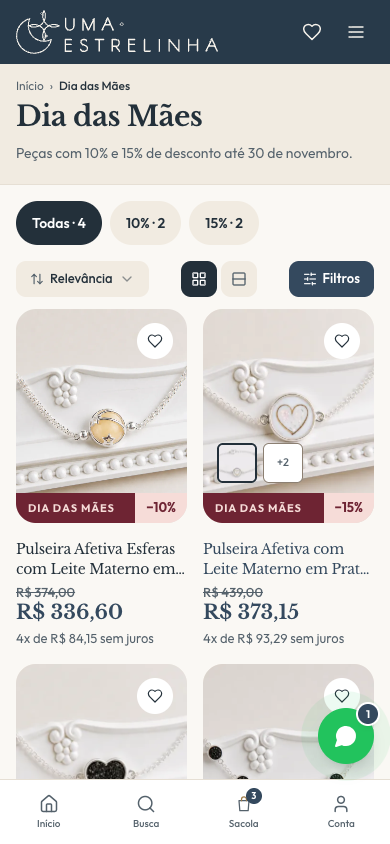 UMA
ESTRELINHA
Início › Dia das Mães
Dia das Mães
Peças com 10% e 15% de desconto até 30 de novembro.
Todas · 4
10% · 2
15% · 2
Relevância
Filtros
+2
DIA DAS MÃES
−10%
DIA DAS MÃES
−15%
Pulseira Afetiva Esferas
com Leite Materno em…
R$ 374,00
R$ 336,60
4x de R$ 84,15 sem juros
Pulseira Afetiva com
Leite Materno em Prat…
R$ 439,00
R$ 373,15
4x de R$ 93,29 sem juros
1
3
Início
Busca
Sacola
Conta